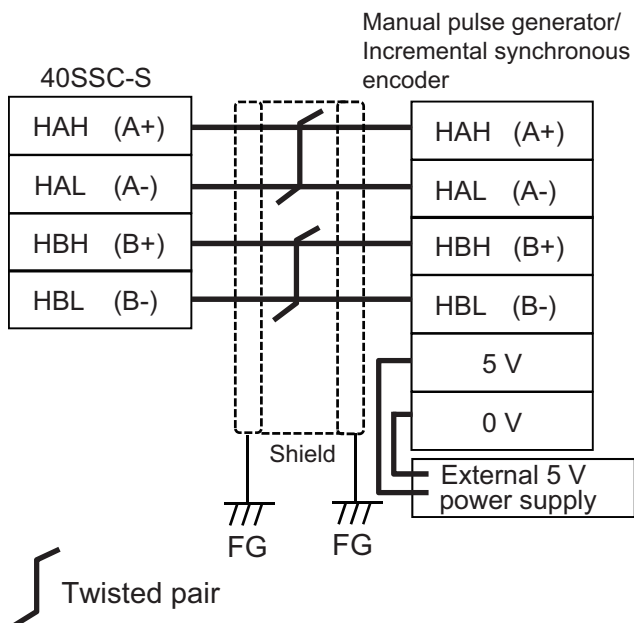 Manual pulse generator/
Incremental synchronous
encoder
40SSC-S
HAH (A+)
HAL (A-)
HBH (B+)
HBL (B-)
HAH (A+)
HAL (A-)
HBH (B+)
HBL (B-)
5 V
0 V
External 5 V
power supply
Shield
FG
FG
Twisted pair